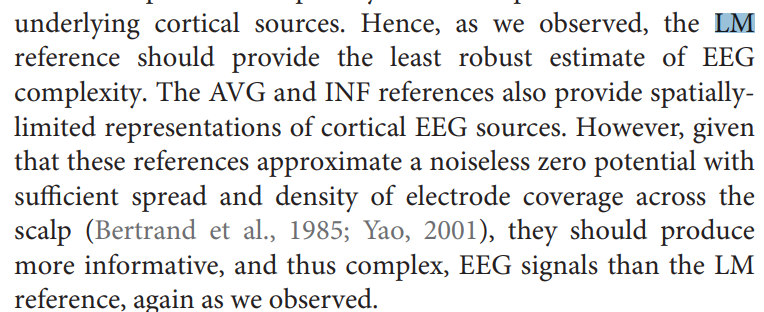 underlying cortical sources. Hence, as we observed, the LM
reference should provide the least robust estimate of EEG
complexity. The AVG and INF references also provide spatially-
limited representations of cortical EEG sources. However, given
that these references approximate a noiseless zero potential with
sufficient spread and density of electrode coverage across the
scalp (Bertrand et al., 1985; Yao, 2001), they should produce
more informative, and thus complex, EEG signals than the LM
reference, again as we observed.